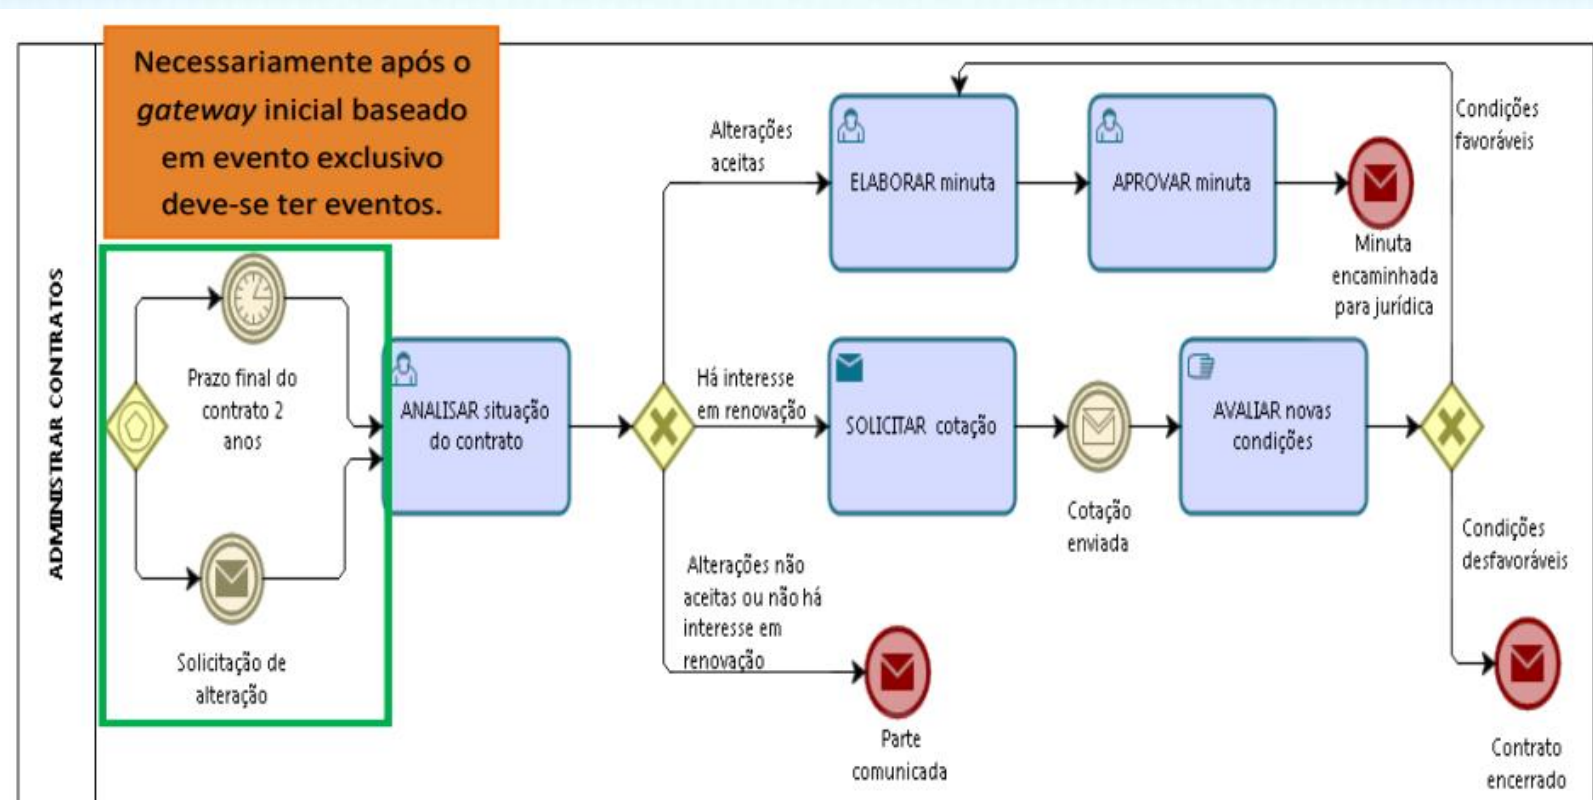 Necessariamente após o
gateway inicial baseado
em evento exclusivo
deve-se ter eventos.
ADMINISTRAR CONTRATOS
Prazo final do
contrato 2
anos
Solicitação de
alteração
ANALISAR situação
do contrato
Alterações
aceitas
ELABORAR minuta
APROVAR minuta
Minuta
encaminhada
para jurídica
Condições
favoráveis
Há interesse
em renovação
SOLICITAR cotação
Cotação
enviada
AVALIAR novas
condições
Alterações não
aceitas ou não há
interesse em
renovação
Parte
comunicada
Condições
desfavoráveis
Contrato
encerrado